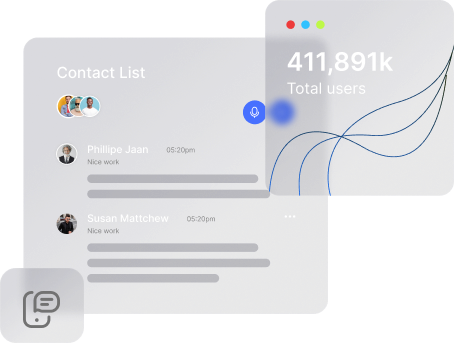 411,891k
Total users
Contact List
Phillipe Jaan 05:20pm
Nice work
Susan Mattchew 05:20pm
Nice work